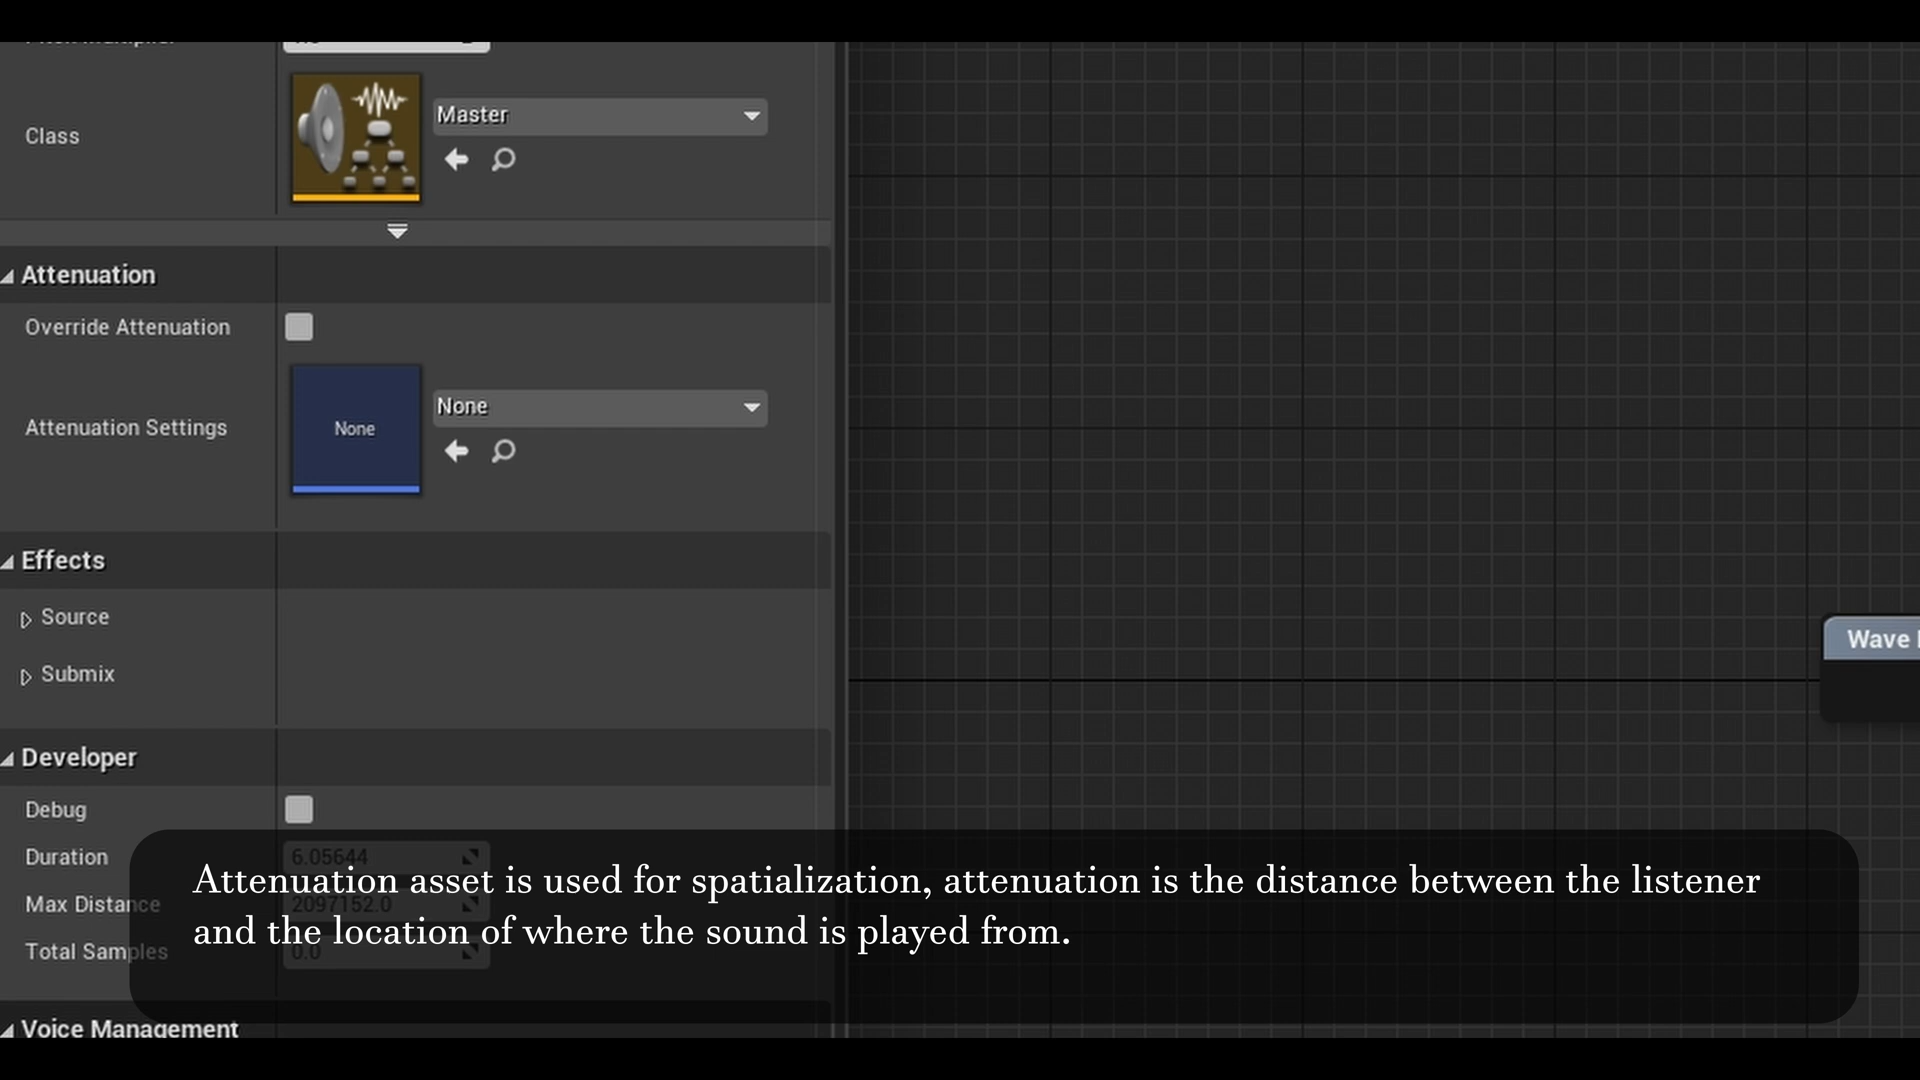 Class
Master
Attenuation
Override Attenuation
Attenuation Settings
None
None
Effects
Source
Submix
Wave
Developer
Debug
Duration
6.05644
Max Distance
2097152.0
Total Samples
0.0
Attenuation asset is used for spatialization, attenuation is the distance between the listener
and the location of where the sound is played from.
Voice Management